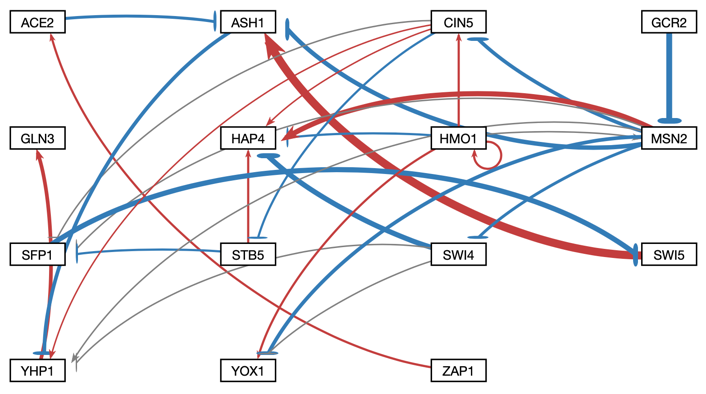 ACE2 ASH1 CIN5 GCR2
GLN3 HAP4 HMO1 MSN2
SFP1 STB5 SWI4 SWI5
YHP1 YOX1 ZAP1